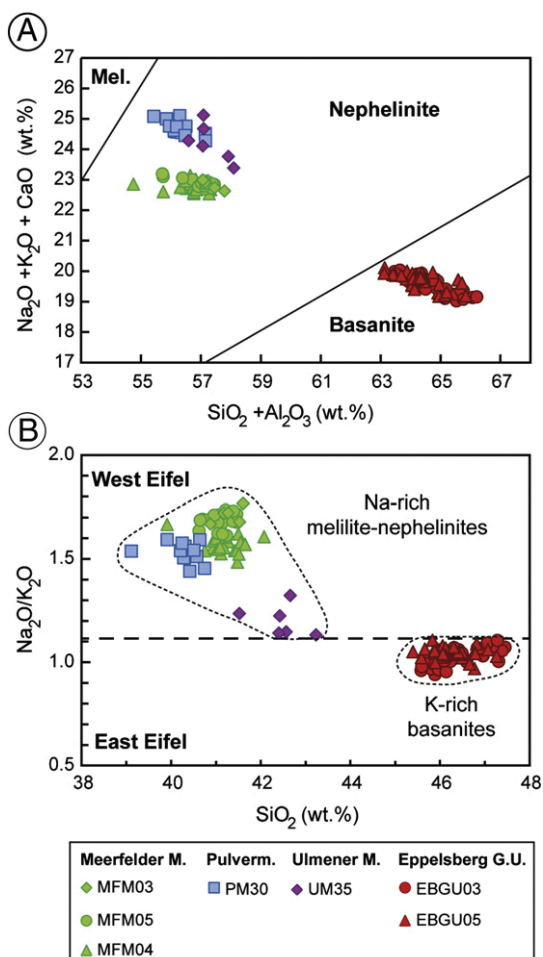 A
27
26
25
24
23
22
21
20
19
18
17
Mel.
Nephelinite
Basanite
Na₂O +K₂O + CaO (wt.%)
53 55 57 59 61 63 65 67
SiO₂ +Al₂O₃ (wt.%)
B
2.0
1.5
1.0
0.5
West Eifel
Na-rich
melilite-nephelinites
K-rich
basanites
East Eifel
Na₂O/K₂O
38 40 42 44 46 48
SiO₂ (wt.%)
Meerfelder M. Pulverm. Ulmener M. Eppelsberg G.U.
MFM03 PM30 UM35 EBGU03
MFM05 EBGU05
MFM04